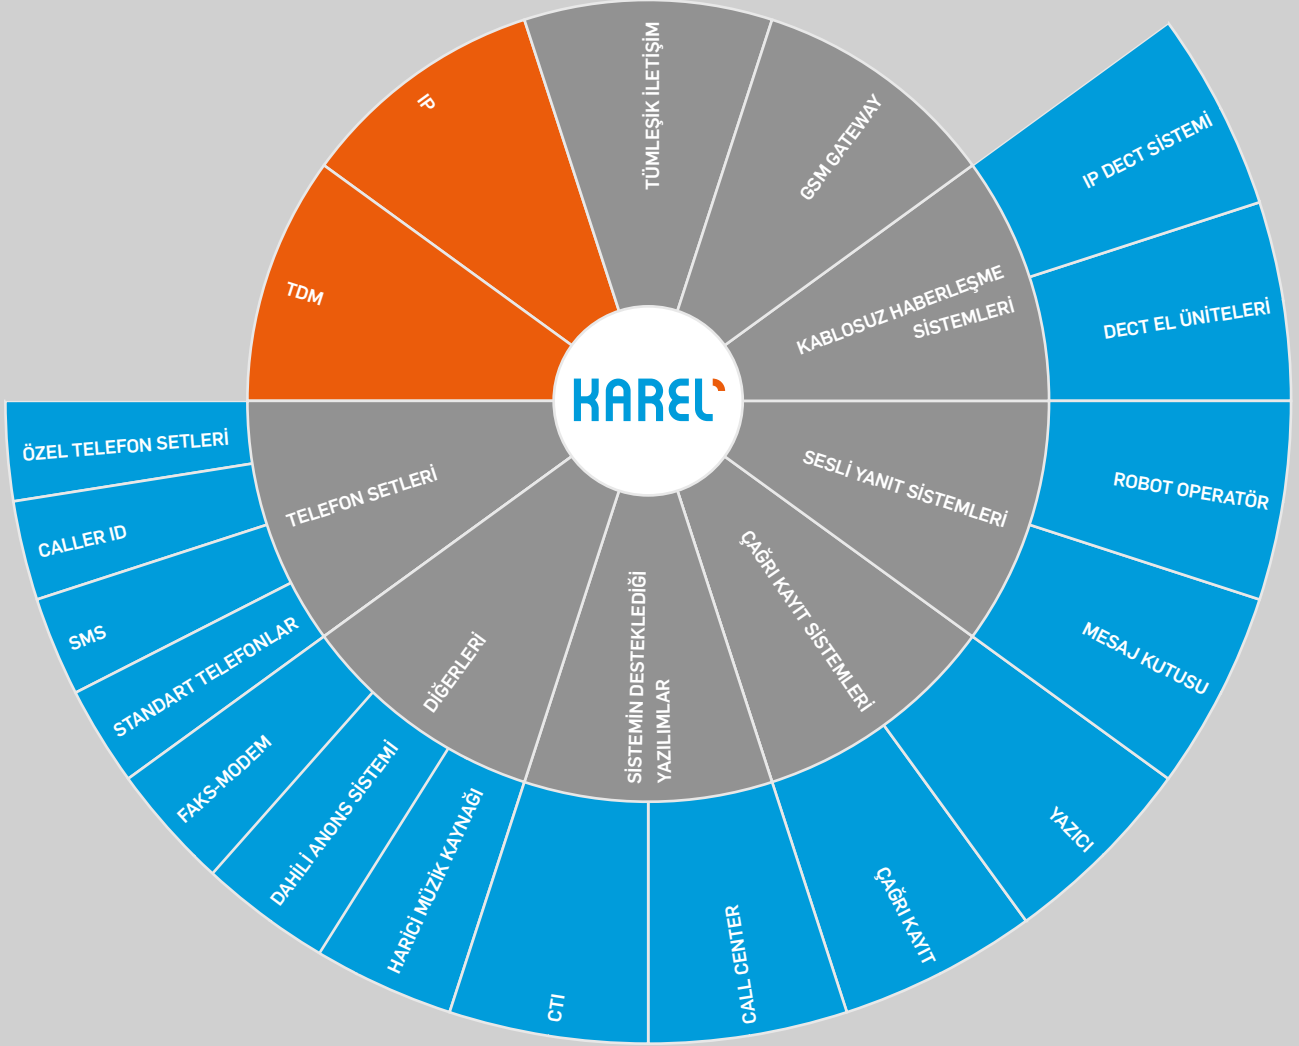 KAREL
TÜMLEŞİK İLETİŞİM
GSM GATEWAY
KABLOSUZ HABERLEŞME
SİSTEMLERİ
IP DECT SİSTEMİ
DECT EL ÜNİTELERİ
SESLİ YANIT SİSTEMLERİ
ROBOT OPERATÖR
MESAJ KUTUSU
ÇAĞRI KAYIT SİSTEMLERİ
YAZICI
ÇAĞRI KAYIT
SİSTEMİN DESTEKLEDİĞİ
YAZILIMLAR
CALL CENTER
CTI
DİĞERLERİ
HARİCİ MÜZİK KAYNAĞI
DAHİLİ ANONS SİSTEMİ
FAKS-MODEM
TELEFON SETLERİ
STANDART TELEFONLAR
SMS
CALLER ID
ÖZEL TELEFON SETLERİ
TDM
IP